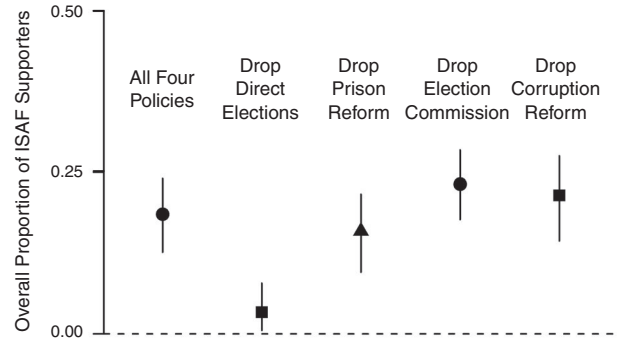 Overall Proportion of ISAF Supporters
0.50
0.25
0.00
All Four
Policies
Drop
Direct
Elections
Drop
Prison
Reform
Drop
Election
Commission
Drop
Corruption
Reform